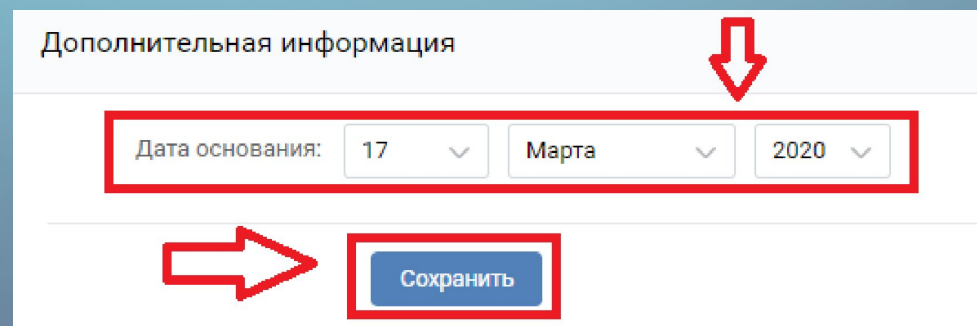 Дополнительная информация
Дата основания: 17 Марта 2020
Сохранить